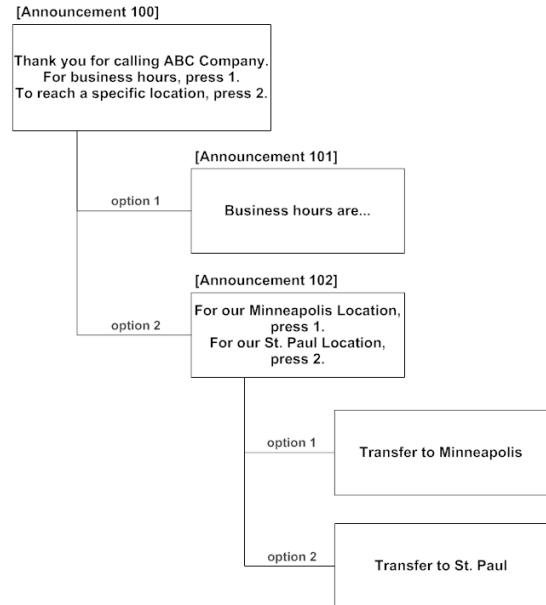 [Announcement 100]
Thank you for calling ABC Company.
For business hours, press 1.
To reach a specific location, press 2.
[Announcement 101]
option 1
Business hours are...
[Announcement 102]
option 2
For our Minneapolis Location,
press 1.
For our St. Paul Location,
press 2.
option 1
Transfer to Minneapolis
option 2
Transfer to St. Paul